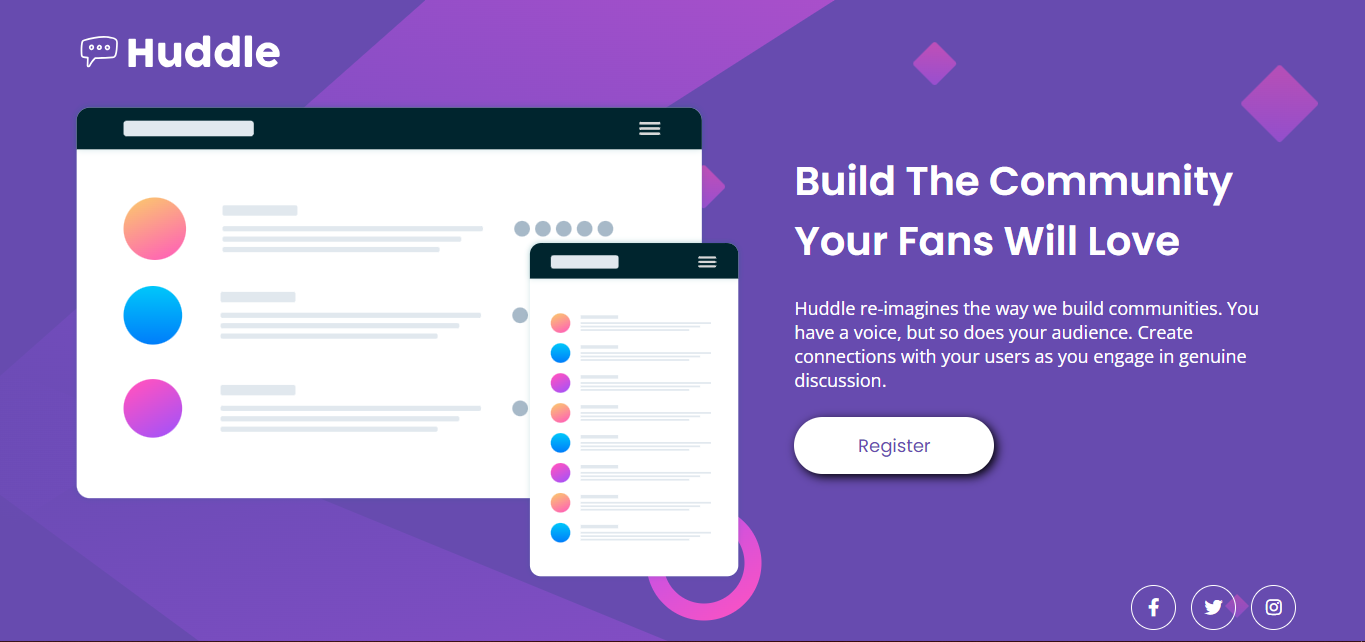 Huddle
Build The Community
Your Fans Will Love
Huddle re-imagines the way we build communities. You
have a voice, but so does your audience. Create
connections with your users as you engage in genuine
discussion.
Register